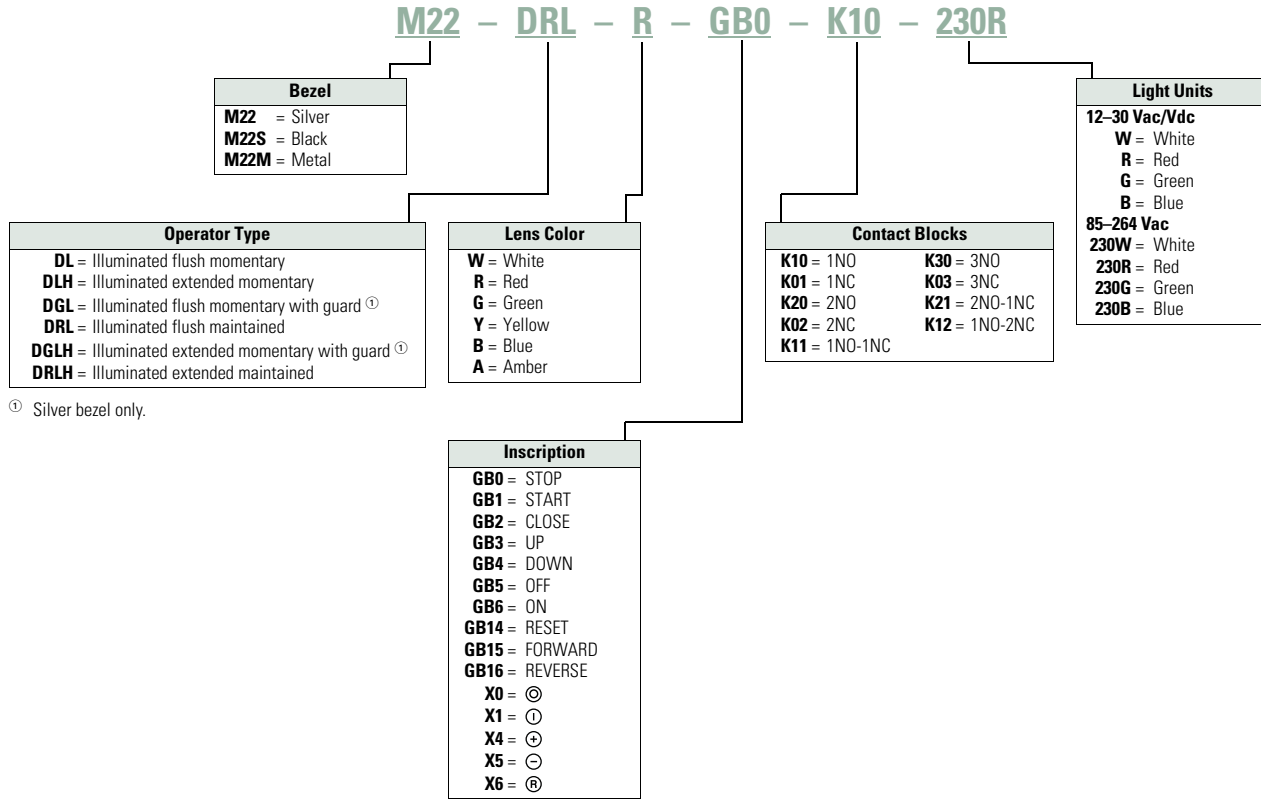 M22 – DRL – R – GB0 – K10 – 230R
Bezel
M22 = Silver
M22S = Black
M22M = Metal
Light Units
12–30 Vac/Vdc
W = White
R = Red
G = Green
B = Blue
85–264 Vac
230W = White
230R = Red
230G = Green
230B = Blue
Operator Type
DL = Illuminated flush momentary
DLH = Illuminated extended momentary
DGL = Illuminated flush momentary with guard ①
DRL = Illuminated flush maintained
DGLH = Illuminated extended momentary with guard ①
DRLH = Illuminated extended maintained
① Silver bezel only.
Lens Color
W = White
R = Red
G = Green
Y = Yellow
B = Blue
A = Amber
Contact Blocks
K10 = 1NO K30 = 3NO
K01 = 1NC K03 = 3NC
K20 = 2NO K21 = 2NO-1NC
K02 = 2NC K12 = 1NO-2NC
K11 = 1NO-1NC
Inscription
GB0 = STOP
GB1 = START
GB2 = CLOSE
GB3 = UP
GB4 = DOWN
GB5 = OFF
GB6 = ON
GB14 = RESET
GB15 = FORWARD
GB16 = REVERSE
X0 = ◎
X1 = Ⓘ
X4 = ⊕
X5 = ⊖
X6 = Ⓡ